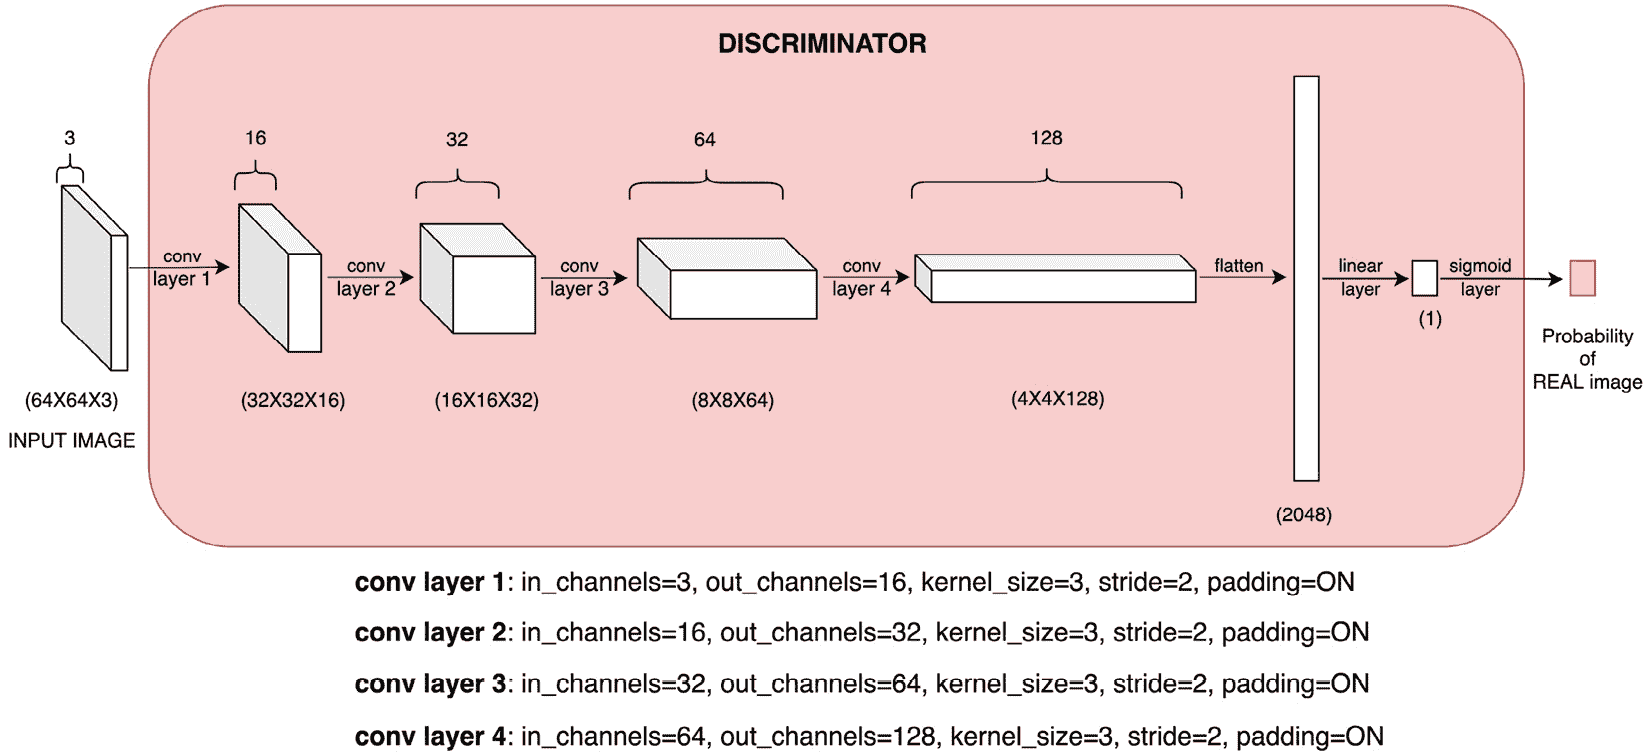 DISCRIMINATOR
3
16
32
64
128
conv
layer 1
conv
layer 2
conv
layer 3
conv
layer 4
flatten
linear
layer
sigmoid
layer
(1)
Probability
of
REAL image
(64X64X3)
(32X32X16)
(16X16X32)
(8X8X64)
(4X4X128)
INPUT IMAGE
(2048)
conv layer 1: in_channels=3, out_channels=16, kernel_size=3, stride=2, padding=ON
conv layer 2: in_channels=16, out_channels=32, kernel_size=3, stride=2, padding=ON
conv layer 3: in_channels=32, out_channels=64, kernel_size=3, stride=2, padding=ON
conv layer 4: in_channels=64, out_channels=128, kernel_size=3, stride=2, padding=ON